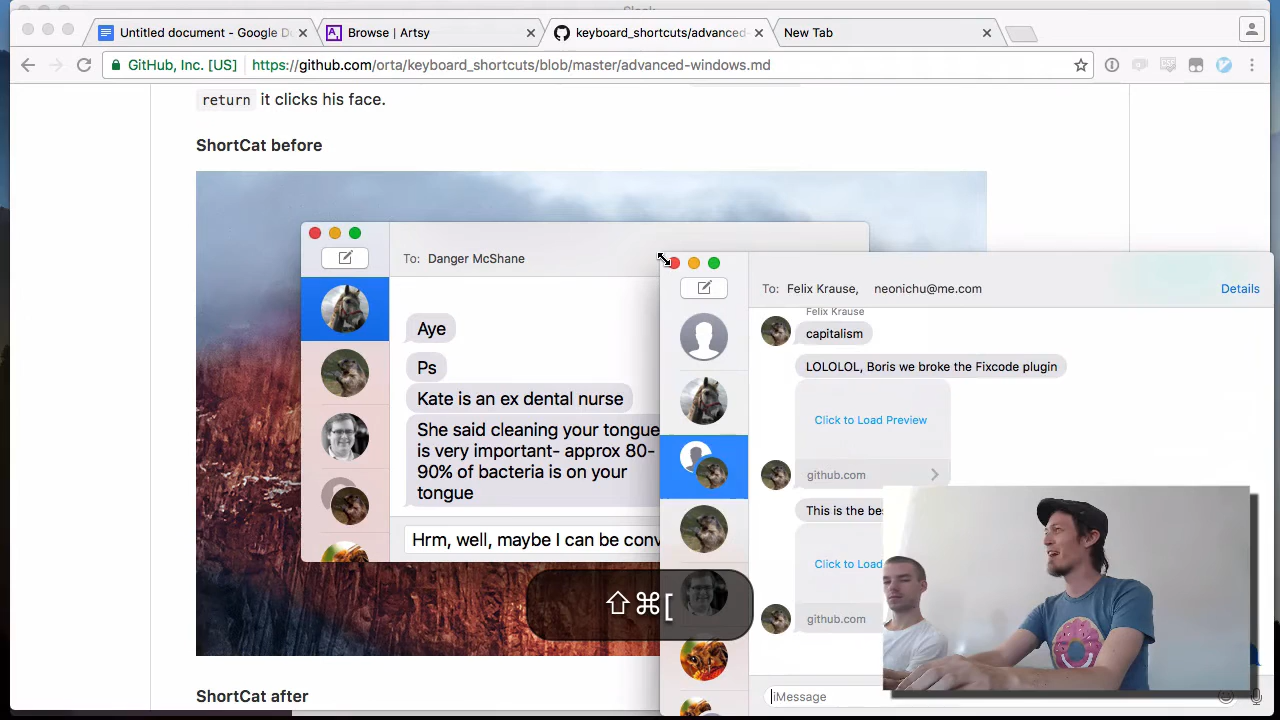 Untitled document - Google D
Browse | Artsy
keyboard_shortcuts/advanced-
New Tab
GitHub, Inc. [US]
https://github.com/orta/keyboard_shortcuts/blob/master/advanced-windows.md
return it clicks his face.
ShortCat before
To: Danger McShane
Aye
Ps
Kate is an ex dental nurse
She said cleaning your tongue
is very important- approx 80-
90% of bacteria is on your
tongue
Hrm, well, maybe I can be conv
ShortCat after
To: Felix Krause, neonichu@me.com
Details
Felix Krause
capitalism
LOLOLOL, Boris we broke the Fixcode plugin
Click to Load Preview
github.com
This is the be
Click to Load
github.com
iMessage
⇧⌘[